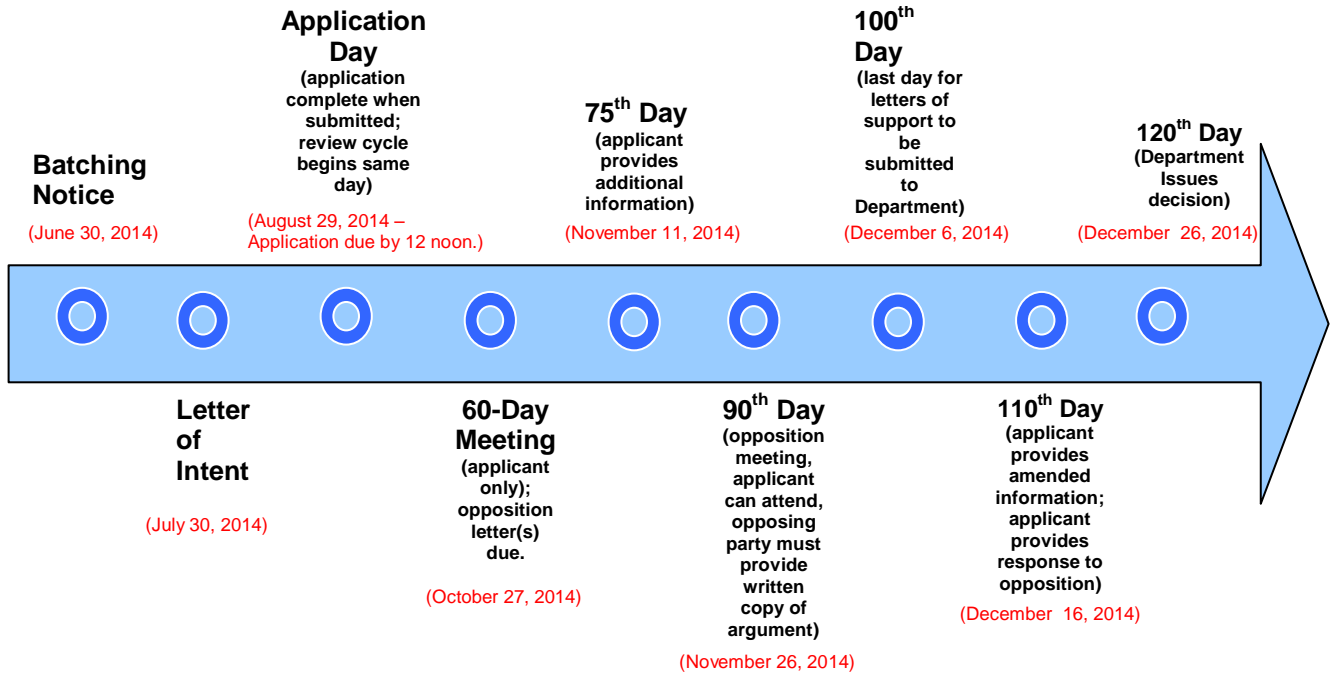 Batching
Notice
(June 30, 2014)
Application
Day
(application
complete when
submitted;
review cycle
begins same
day)
(August 29, 2014 –
Application due by 12 noon.)
75th Day
(applicant
provides
additional
information)
(November 11, 2014)
100th
Day
(last day for
letters of
support to
be
submitted
to
Department)
(December 6, 2014)
120th Day
(Department
Issues
decision)
(December 26, 2014)
Letter
of
Intent
(July 30, 2014)
60-Day
Meeting
(applicant
only);
opposition
letter(s)
due.
(October 27, 2014)
90th Day
(opposition
meeting,
applicant
can attend,
opposing
party must
provide
written
copy of
argument)
(November 26, 2014)
110th Day
(applicant
provides
amended
information;
applicant
provides
response to
opposition)
(December 16, 2014)